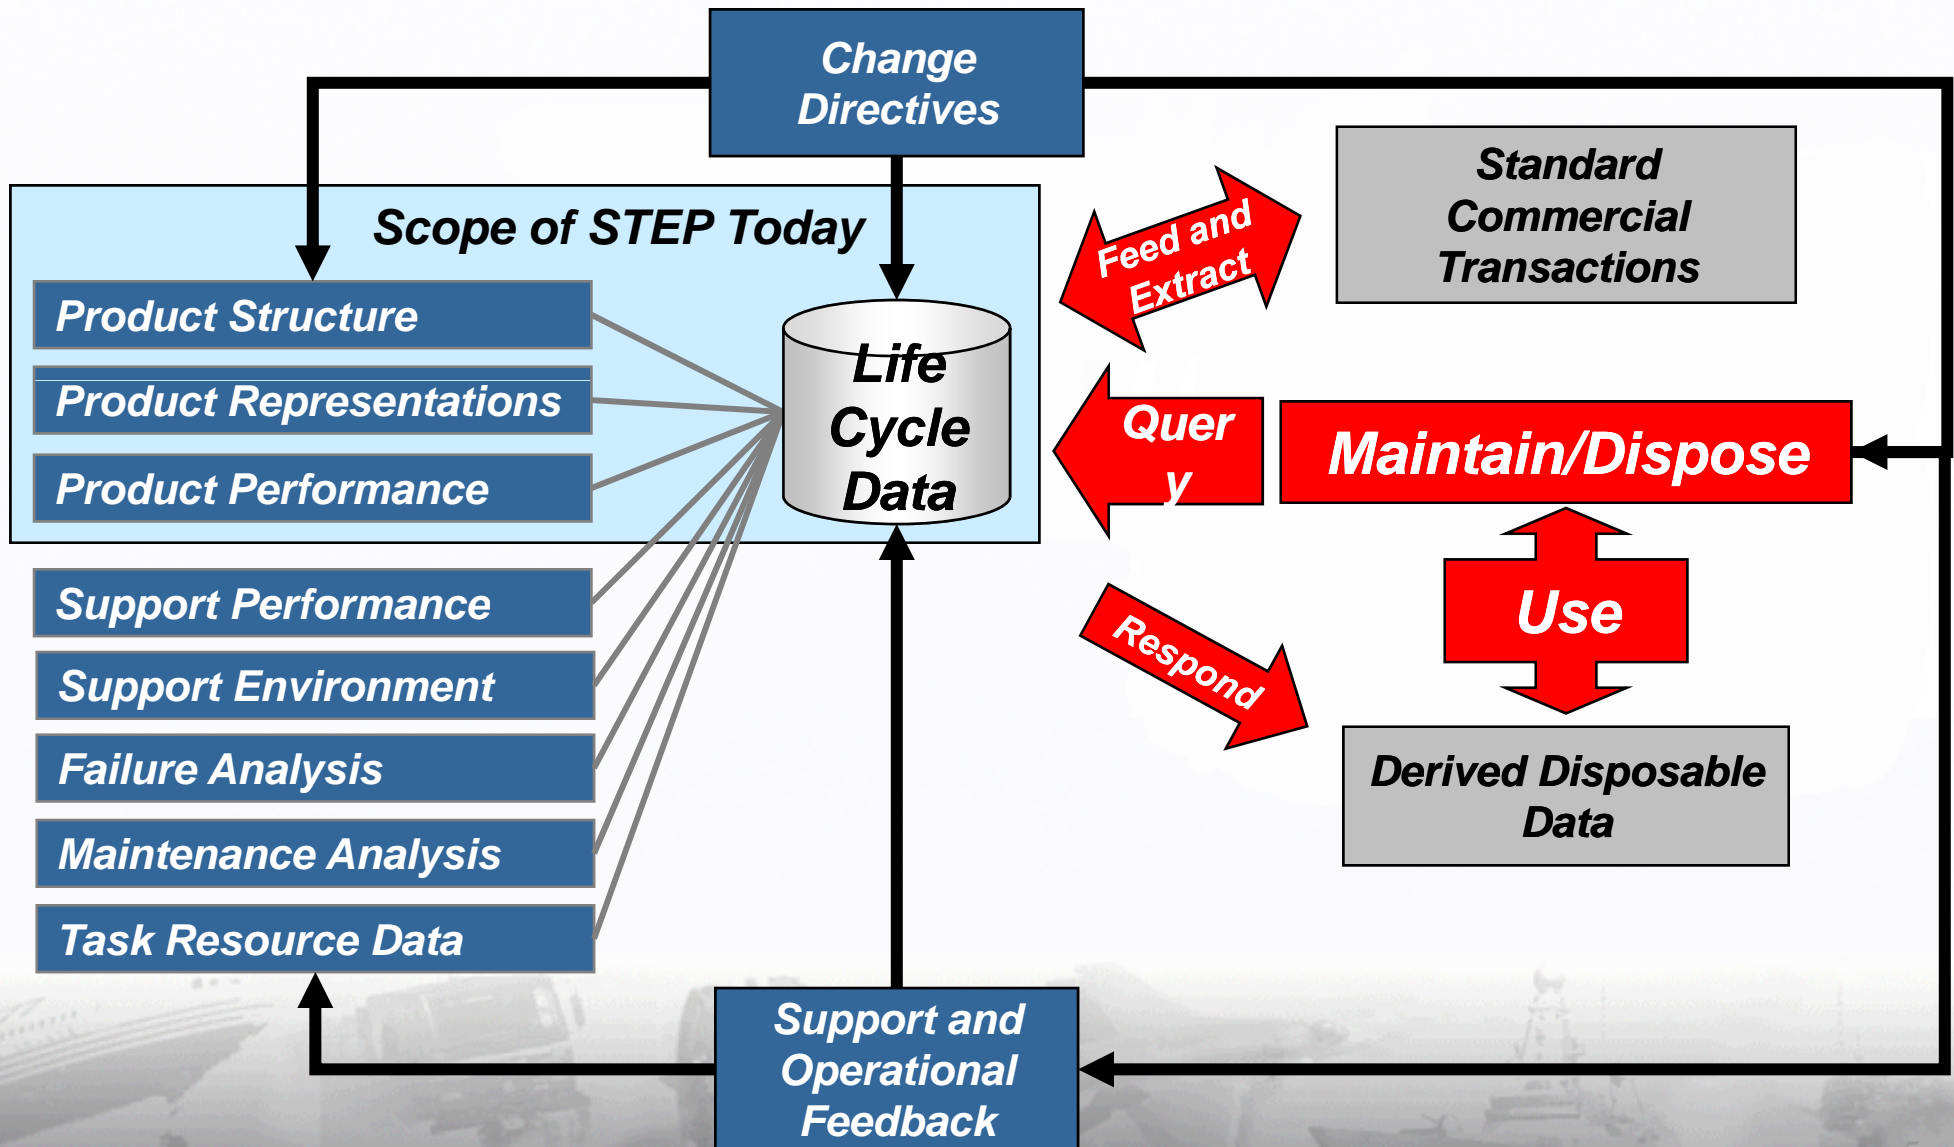 Change
Directives
Scope of STEP Today
Product Structure
Product Representations
Product Performance
Support Performance
Support Environment
Failure Analysis
Maintenance Analysis
Task Resource Data
Life
Cycle
Data
Feed and
Extract
Standard
Commercial
Transactions
Quer
y
Maintain/Dispose
Use
Respond
Derived Disposable
Data
Support and
Operational
Feedback